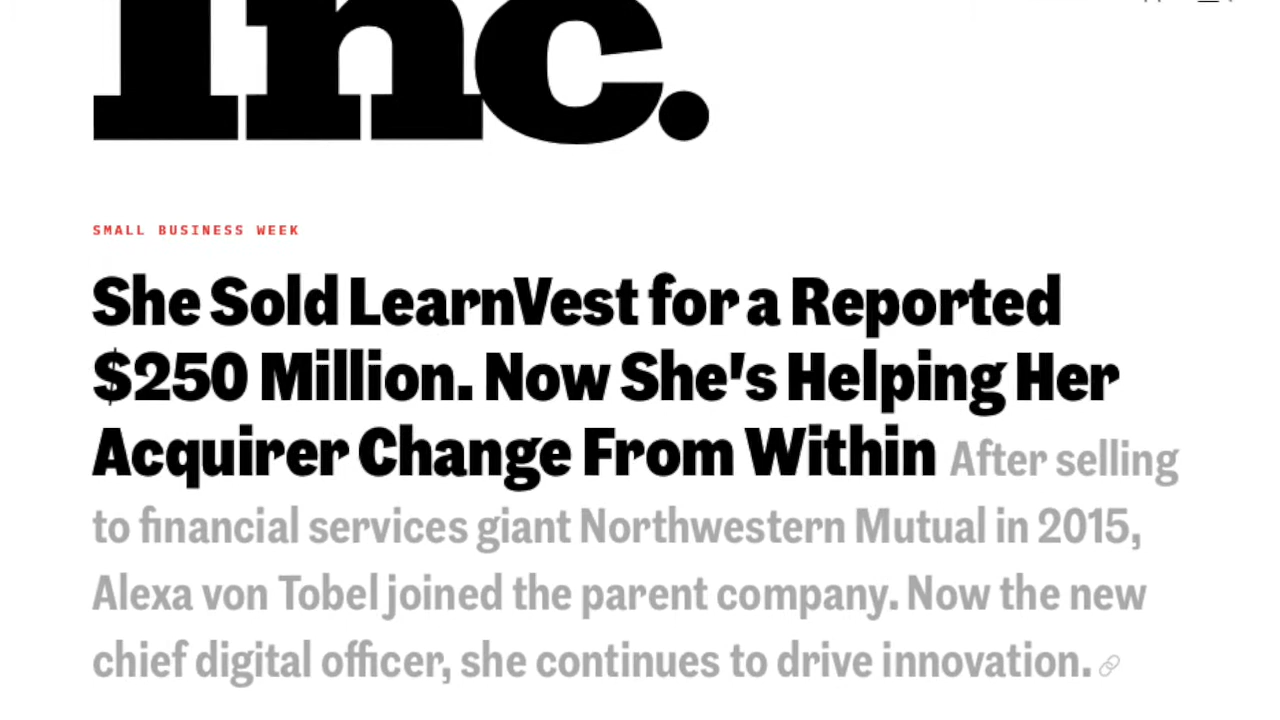 Inc.
SMALL BUSINESS WEEK
She Sold LearnVest for a Reported
$250 Million. Now She's Helping Her
Acquirer Change From Within After selling
to financial services giant Northwestern Mutual in 2015,
Alexa von Tobel joined the parent company. Now the new
chief digital officer, she continues to drive innovation.